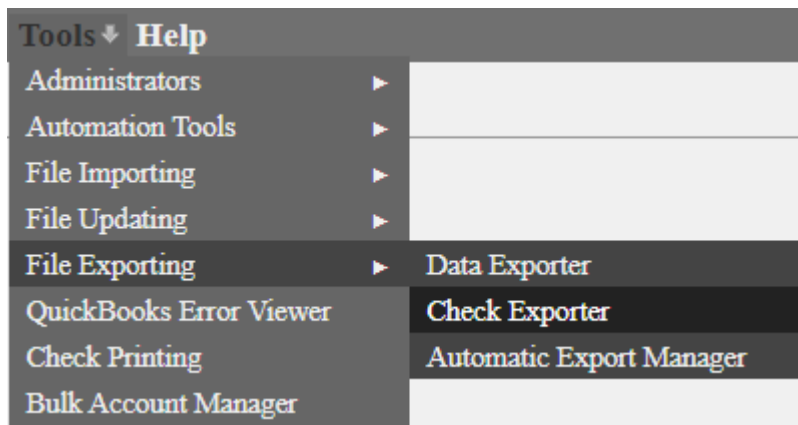 Tools Help
Administrators
Automation Tools
File Importing
File Updating
File Exporting
Data Exporter
QuickBooks Error Viewer
Check Exporter
Check Printing
Automatic Export Manager
Bulk Account Manager